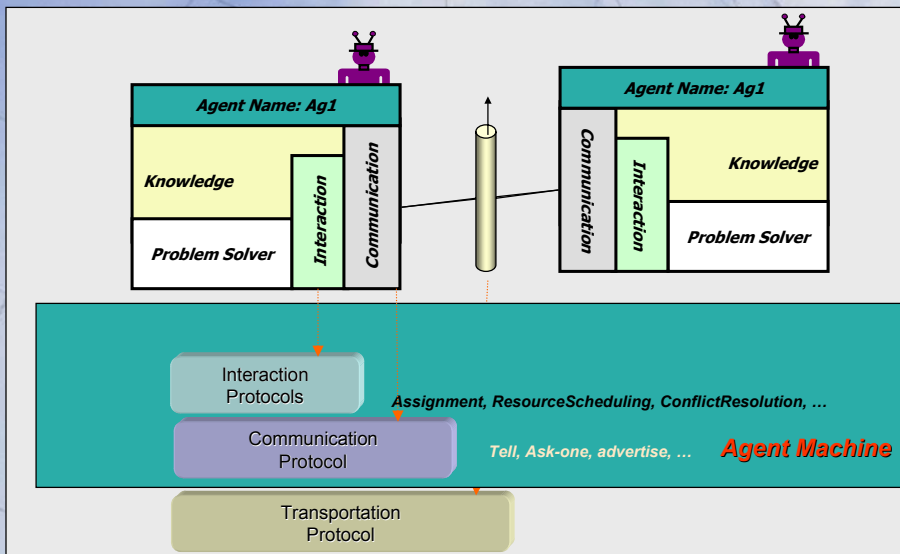 Agent Name: Ag1
Knowledge
Problem Solver
Interaction
Communication
Agent Name: Ag1
Communication
Interaction
Knowledge
Problem Solver
Interaction
Protocols
Assignment, ResourceScheduling, ConflictResolution, …
Communication
Protocol
Tell, Ask-one, advertise, …
Agent Machine
Transportation
Protocol